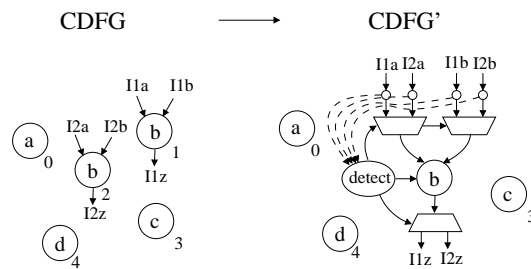 CDFG CDFG'
I1a I2a I1b I2b
I1a I1b
a 0
I2a I2b
b 1
a 0
I1z
b 2
detect b
c 3
I2z
c 3
d 4
d 4
I1z I2z